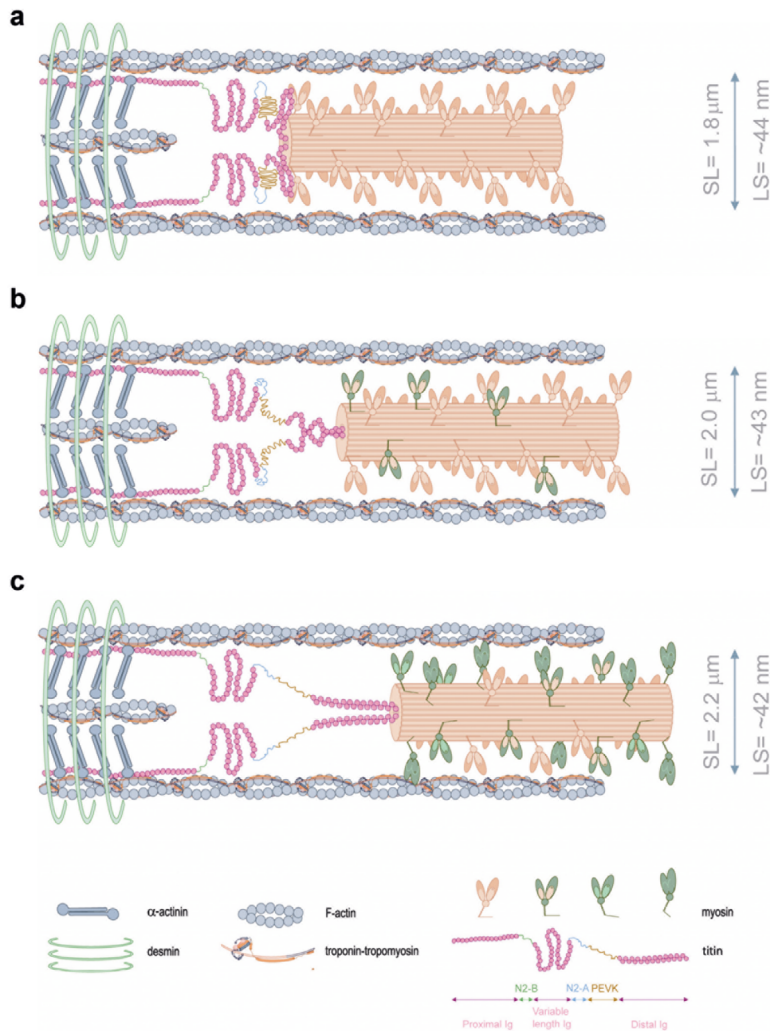 a
SL= 1.8 µm
LS= ~44 nm
b
SL= 2.0 µm
LS= ~43 nm
c
SL= 2.2 µm
LS= ~42 nm
α-actinin
F-actin
myosin
desmin
troponin-tropomyosin
titin
N2-B
N2-A
PEVK
Proximal Ig
Variable
length Ig
Distal Ig